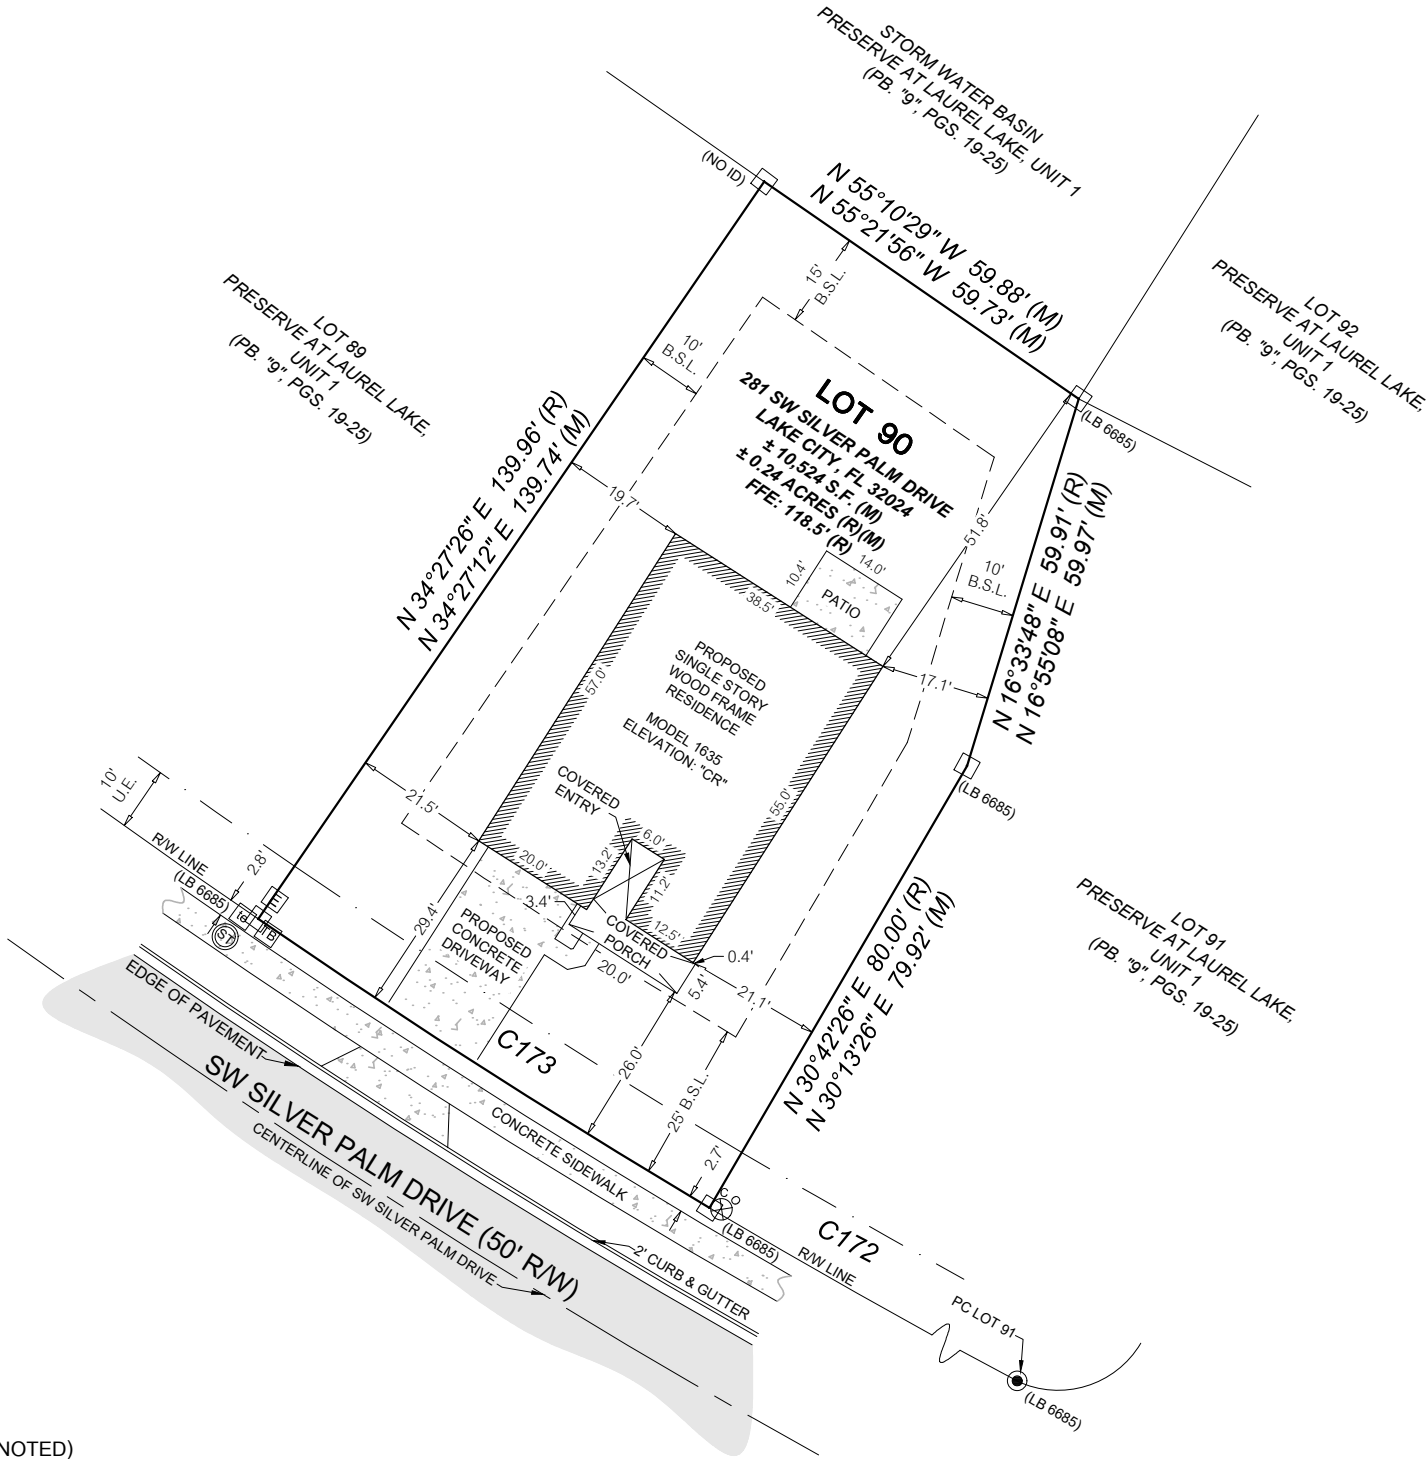 STORM WATER BASIN
PRESERVE AT LAUREL LAKE, UNIT 1
(PB. "9", PGS. 19-25)
(NO ID)
N 55°10'29" W 59.88' (M)
N 55°21'56" W 59.73' (M)
15'
B.S.L.
LOT 92
PRESERVE AT LAUREL LAKE,
UNIT 1
(PB. "9", PGS. 19-25)
LOT 89
PRESERVE AT LAUREL LAKE,
UNIT 1
(PB. "9", PGS. 19-25)
10'
B.S.L.
LOT 90
281 SW SILVER PALM DRIVE
LAKE CITY, FL 32024
± 10,524 S.F. (M)
± 0.24 ACRES (R)(M)
FFE: 118.5' (R)
(LB 6685)
N 34°27'26" E 139.96' (R)
N 34°27'12" E 139.74' (M)
19.7'
51.8'
N 16°33'48" E 59.91' (R)
N 16°55'08" E 59.97' (M)
10'
B.S.L.
10.4'
14.0'
PATIO
38.5'
57.0'
PROPOSED
SINGLE STORY
WOOD FRAME
RESIDENCE
MODEL 1635
ELEVATION: "CR"
17.1'
(LB 6685)
COVERED
ENTRY
55.0'
10'
U.E.
21.5'
6.0'
13.2'
11.2'
20.0'
12.5'
R/W LINE
2.8'
(LB 6685)
3.4'
29.4'
PROPOSED
CONCRETE
DRIVEWAY
COVERED
PORCH
20.0'
0.4'
5.4'
21.1'
N 30°42'26" E 80.00' (R)
N 30°13'26" E 79.92' (M)
LOT 91
PRESERVE AT LAUREL LAKE,
UNIT 1
(PB. "9", PGS. 19-25)
E
TB
ST
EDGE OF PAVEMENT
C173
26.0'
25' B.S.L.
2.7'
SW SILVER PALM DRIVE (50' R/W)
CENTERLINE OF SW SILVER PALM DRIVE
CONCRETE SIDEWALK
CO
(LB 6685)
C172
R/W LINE
2' CURB & GUTTER
PC LOT 91
(LB 6685)
NOTED)